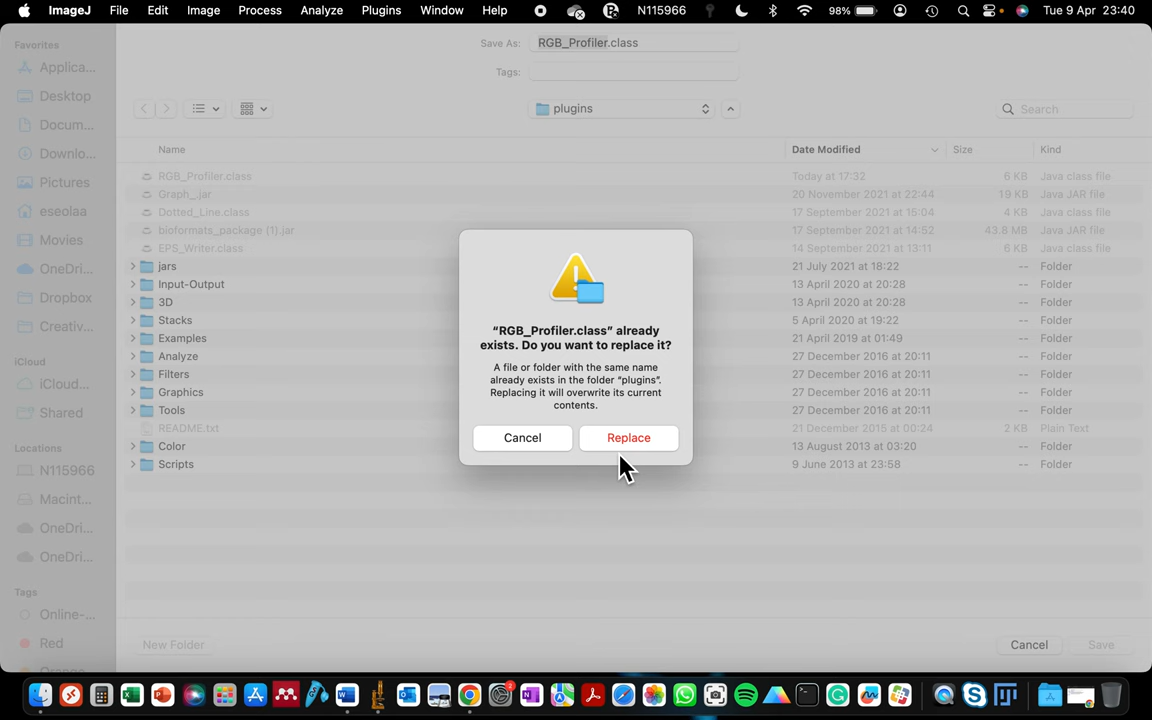 ImageJ File Edit Image Process Analyze Plugins Window Help N115966 98% Tue 9 Apr 23:40
Favorites
Applica...
Desktop
Docum...
Downlo...
Pictures
eseolaa
Movies
OneDri...
Dropbox
Creativ...
iCloud
iCloud...
Shared
Locations
N115966
Macint...
OneDri...
OneDri...
Tags
Online-...
Red
Orange
Save As: RGB_Profiler.class
Tags:
plugins
Search
Name Date Modified Size Kind
RGB_Profiler.class Today at 17:32 6 KB Java class file
Graph_.jar 20 November 2021 at 22:44 19 KB Java JAR file
Dotted_Line.class 17 September 2021 at 15:04 4 KB Java class file
bioformats_package (1).jar 17 September 2021 at 14:52 43.8 MB Java JAR file
EPS_Writer.class 14 September 2021 at 13:11 6 KB Java class file
jars 21 July 2021 at 18:22 -- Folder
Input-Output 13 April 2020 at 20:28 -- Folder
3D 13 April 2020 at 20:28 -- Folder
Stacks 5 April 2020 at 19:22 -- Folder
Examples 21 April 2019 at 01:49 -- Folder
Analyze 27 December 2016 at 20:11 -- Folder
Filters 27 December 2016 at 20:11 -- Folder
Graphics 27 December 2016 at 20:11 -- Folder
Tools 27 December 2016 at 20:11 -- Folder
README.txt 21 December 2015 at 00:24 2 KB Plain Text
Color 13 August 2013 at 03:20 -- Folder
Scripts 9 June 2013 at 23:58 -- Folder
"RGB_Profiler.class" already
exists. Do you want to replace it?
A file or folder with the same name
already exists in the folder "plugins".
Replacing it will overwrite its current
contents.
Cancel Replace
New Folder Cancel Save